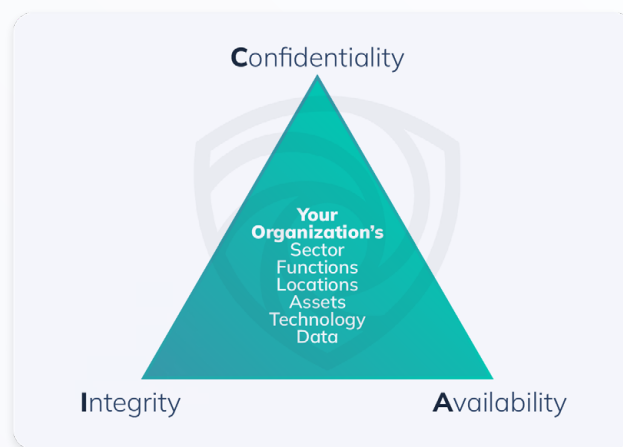 Confidentiality
Your
Organization’s
Sector
Functions
Locations
Assets
Technology
Data
Integrity
Availability